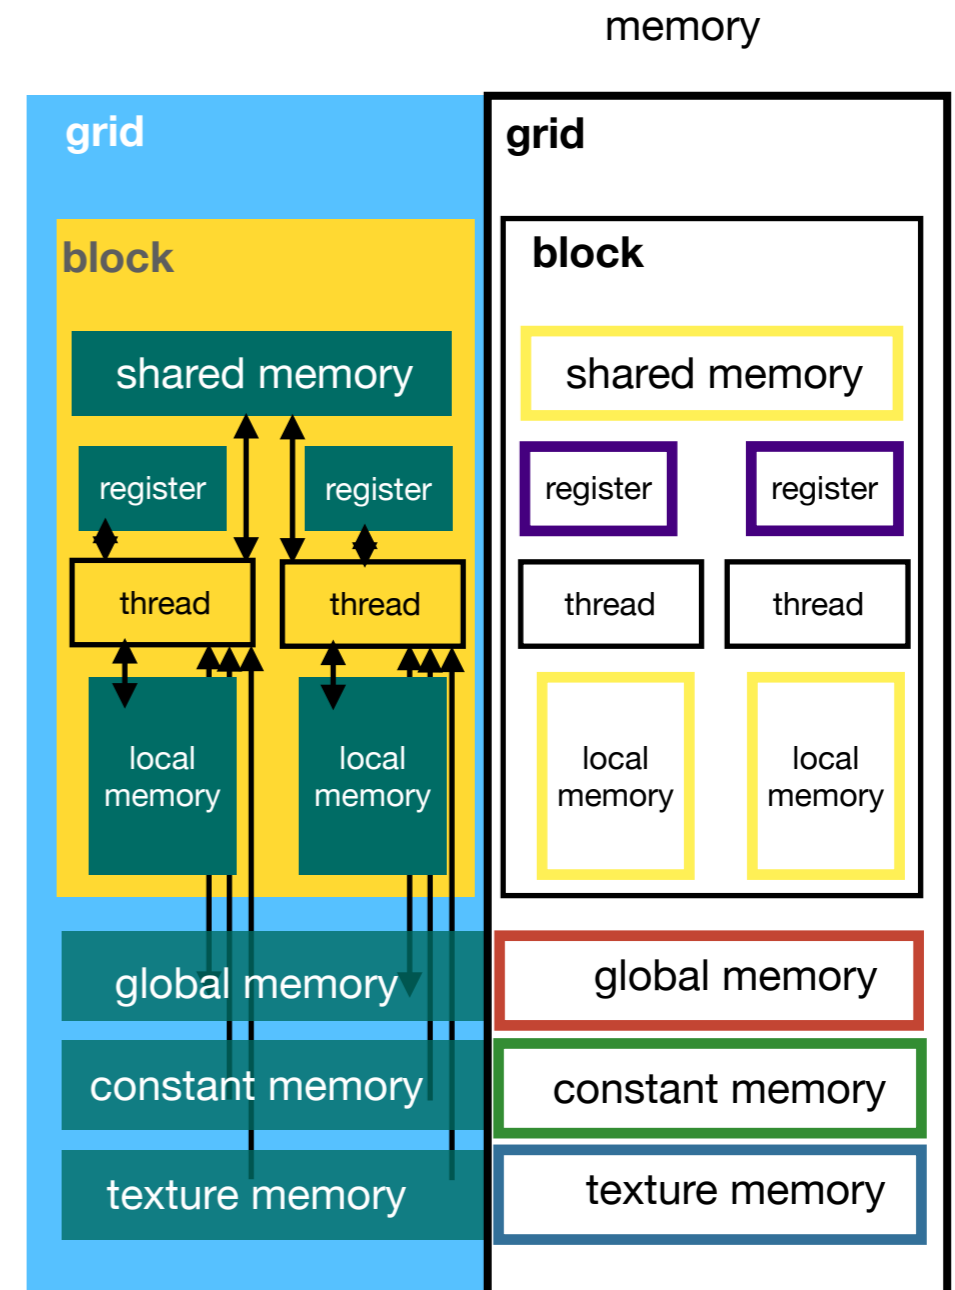 memory
grid
block
shared memory
register
register
thread
thread
local
memory
local
memory
global memory
constant memory
texture memory
grid
block
shared memory
register
register
thread
thread
local
memory
local
memory
global memory
constant memory
texture memory